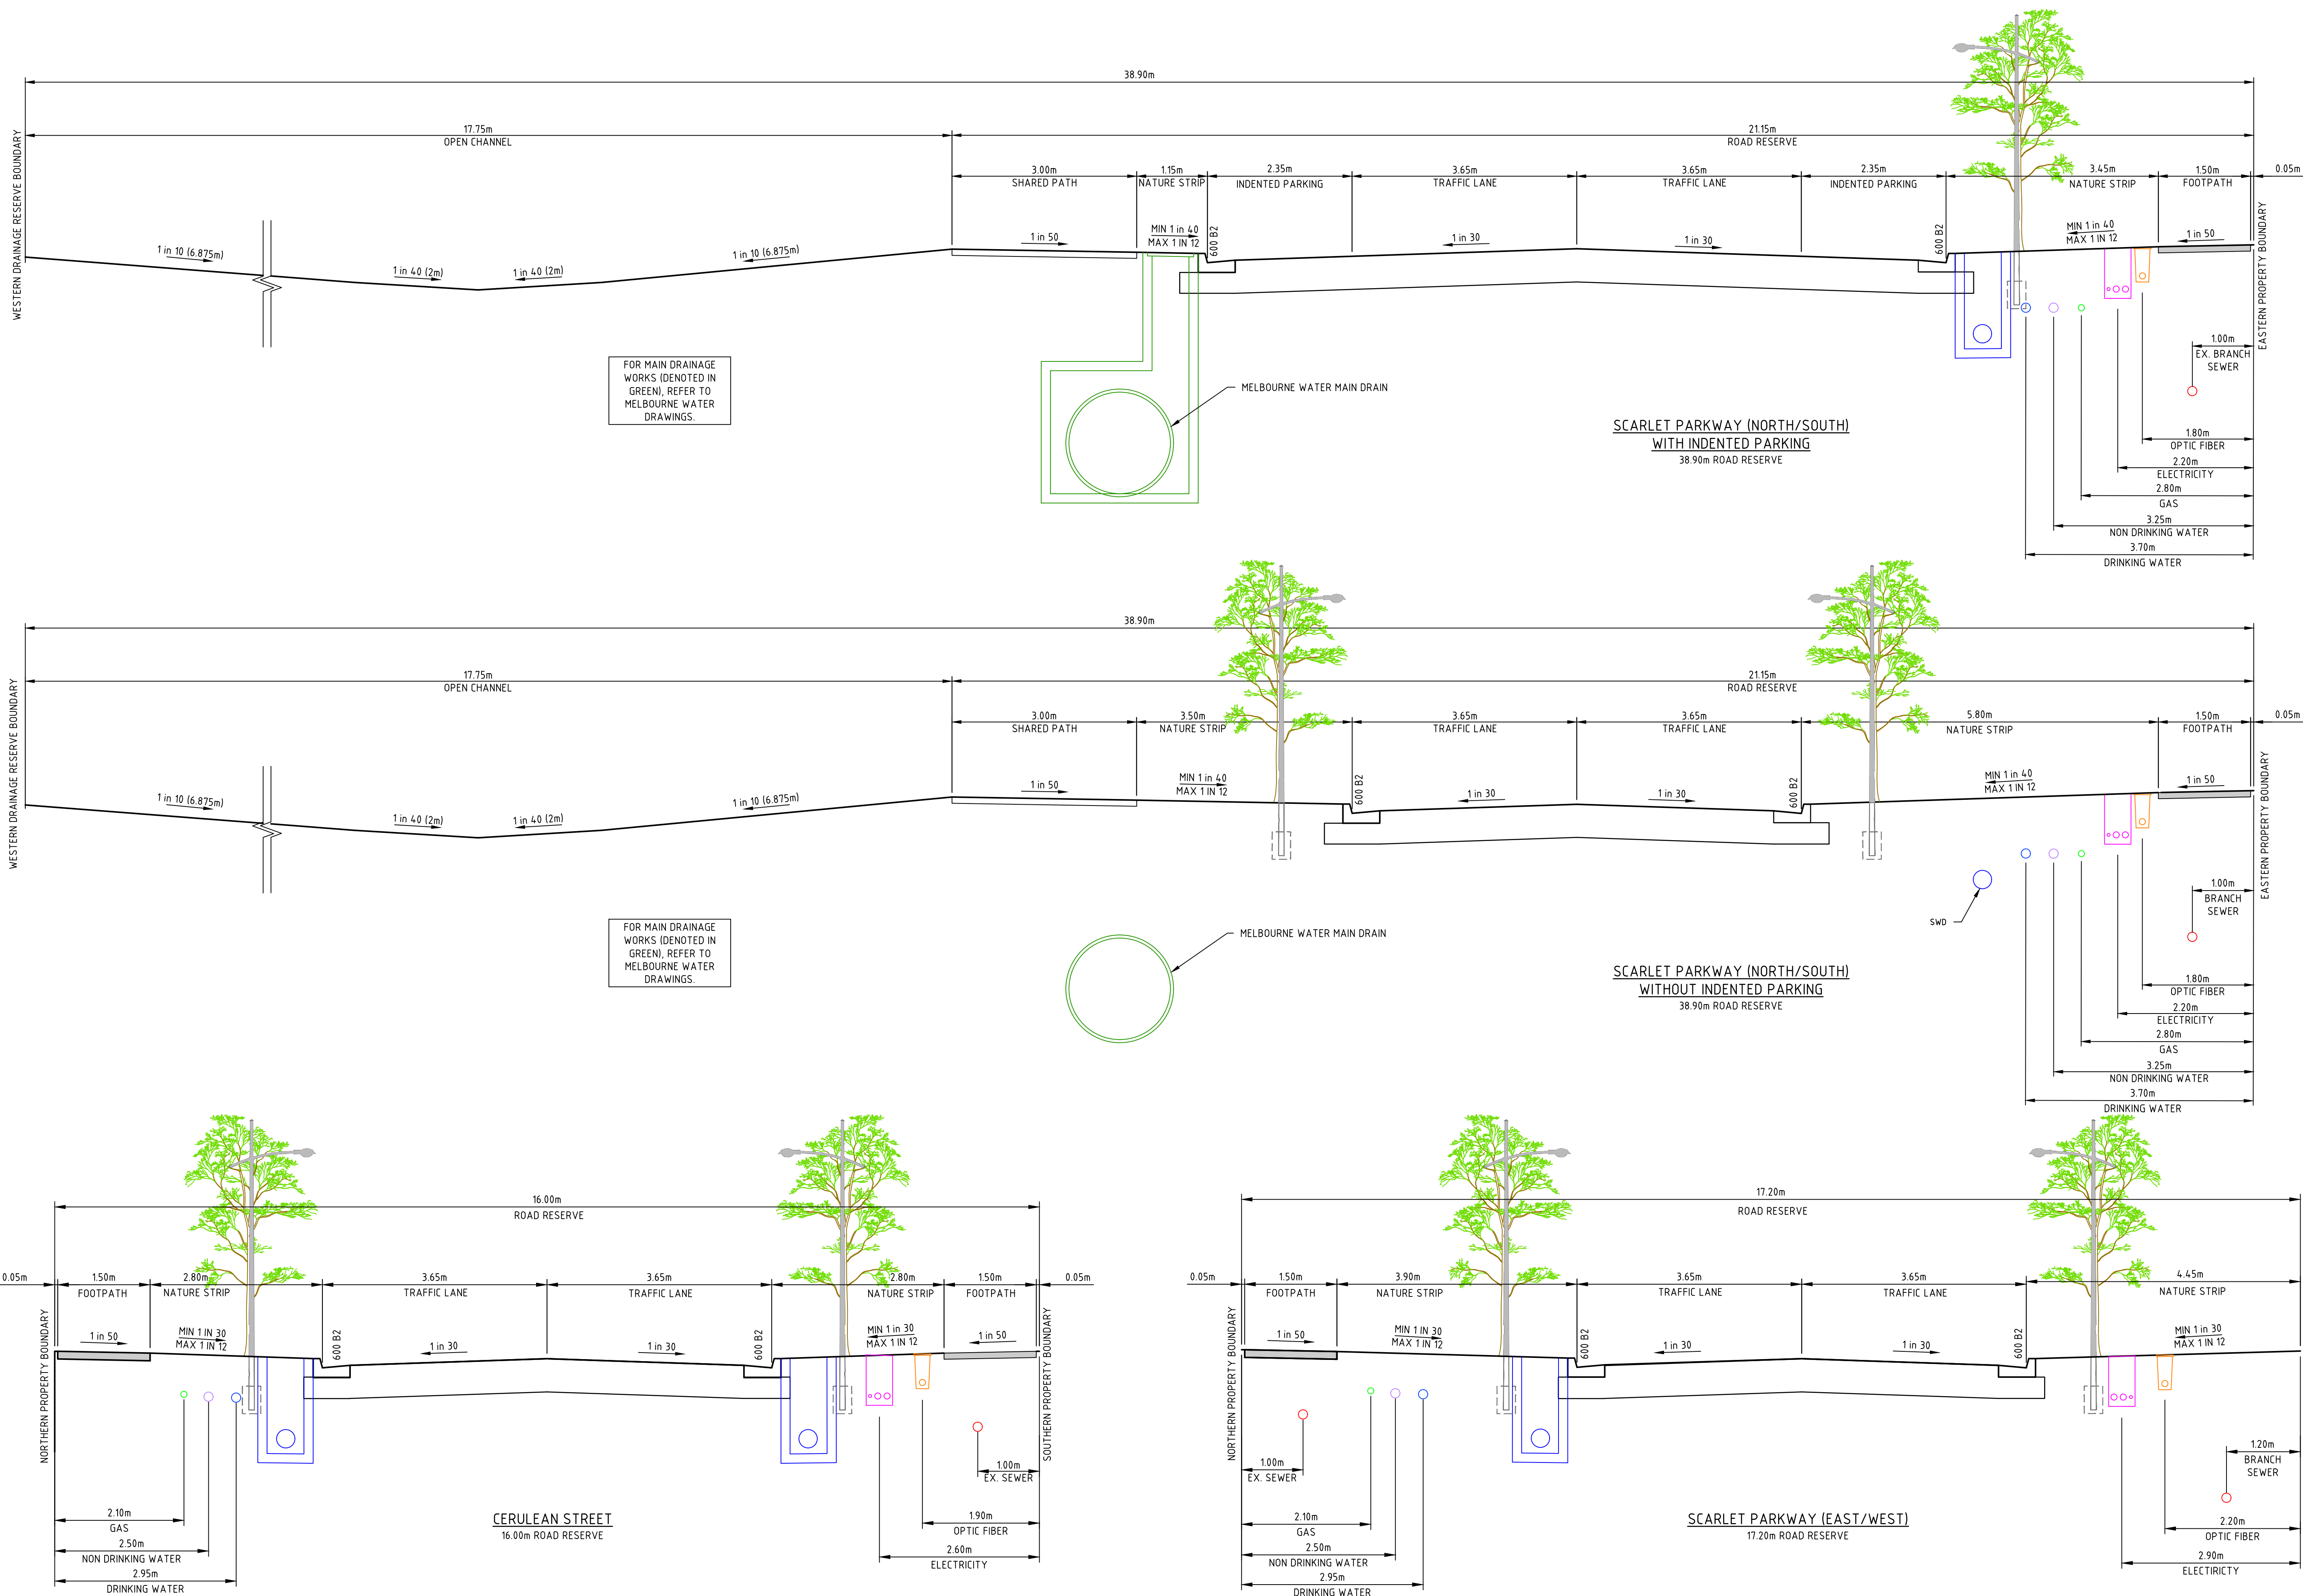 38.90m
17.75m
OPEN CHANNEL
21.15m
ROAD RESERVE
3.00m
SHARED PATH
1.15m
NATURE STRIP
2.35m
INDENTED PARKING
3.65m
TRAFFIC LANE
3.65m
TRAFFIC LANE
2.35m
INDENTED PARKING
3.45m
NATURE STRIP
1.50m
FOOTPATH
0.05m
WESTERN DRAINAGE RESERVE BOUNDARY
1 in 10 (6.875m)
1 in 40 (2m)
1 in 40 (2m)
1 in 10 (6.875m)
1 in 50
MIN 1 in 40
MAX 1 IN 12
600 B2
1 in 30
1 in 30
600 B2
MIN 1 in 40
MAX 1 IN 12
1 in 50
EASTERN PROPERTY BOUNDARY
FOR MAIN DRAINAGE
WORKS (DENOTED IN
GREEN), REFER TO
MELBOURNE WATER
DRAWINGS.
MELBOURNE WATER MAIN DRAIN
SCARLET PARKWAY (NORTH/SOUTH)
WITH INDENTED PARKING
38.90m ROAD RESERVE
1.00m
EX. BRANCH
SEWER
1.80m
OPTIC FIBER
2.20m
ELECTRICITY
2.80m
GAS
3.25m
NON DRINKING WATER
3.70m
DRINKING WATER
38.90m
17.75m
OPEN CHANNEL
21.15m
ROAD RESERVE
3.00m
SHARED PATH
3.50m
NATURE STRIP
3.65m
TRAFFIC LANE
3.65m
TRAFFIC LANE
5.80m
NATURE STRIP
1.50m
FOOTPATH
0.05m
WESTERN DRAINAGE RESERVE BOUNDARY
1 in 10 (6.875m)
1 in 40 (2m)
1 in 40 (2m)
1 in 10 (6.875m)
1 in 50
MIN 1 in 40
MAX 1 IN 12
600 B2
1 in 30
1 in 30
600 B2
MIN 1 in 40
MAX 1 IN 12
1 in 50
EASTERN PROPERTY BOUNDARY
FOR MAIN DRAINAGE
WORKS (DENOTED IN
GREEN), REFER TO
MELBOURNE WATER
DRAWINGS.
MELBOURNE WATER MAIN DRAIN
SWD
SCARLET PARKWAY (NORTH/SOUTH)
WITHOUT INDENTED PARKING
38.90m ROAD RESERVE
1.00m
BRANCH
SEWER
1.80m
OPTIC FIBER
2.20m
ELECTRICITY
2.80m
GAS
3.25m
NON DRINKING WATER
3.70m
DRINKING WATER
16.00m
ROAD RESERVE
0.05m
1.50m
FOOTPATH
2.80m
NATURE STRIP
3.65m
TRAFFIC LANE
3.65m
TRAFFIC LANE
2.80m
NATURE STRIP
1.50m
FOOTPATH
0.05m
NORTHERN PROPERTY BOUNDARY
1 in 50
MIN 1 IN 30
MAX 1 IN 12
600 B2
1 in 30
1 in 30
600 B2
MIN 1 in 30
MAX 1 IN 12
1 in 50
SOUTHERN PROPERTY BOUNDARY
2.10m
GAS
2.50m
NON DRINKING WATER
2.95m
DRINKING WATER
CERULEAN STREET
16.00m ROAD RESERVE
1.00m
EX. SEWER
1.90m
OPTIC FIBER
2.60m
ELECTRICITY
17.20m
ROAD RESERVE
0.05m
1.50m
FOOTPATH
3.90m
NATURE STRIP
3.65m
TRAFFIC LANE
3.65m
TRAFFIC LANE
4.45m
NATURE STRIP
NORTHERN PROPERTY BOUNDARY
1 in 50
MIN 1 IN 30
MAX 1 IN 12
600 B2
1 in 30
1 in 30
600 B2
MIN 1 in 30
MAX 1 IN 12
1.00m
EX. SEWER
2.10m
GAS
2.50m
NON DRINKING WATER
2.95m
DRINKING WATER
SCARLET PARKWAY (EAST/WEST)
17.20m ROAD RESERVE
1.20m
BRANCH
SEWER
2.20m
OPTIC FIBER
2.90m
ELECTIRICTY